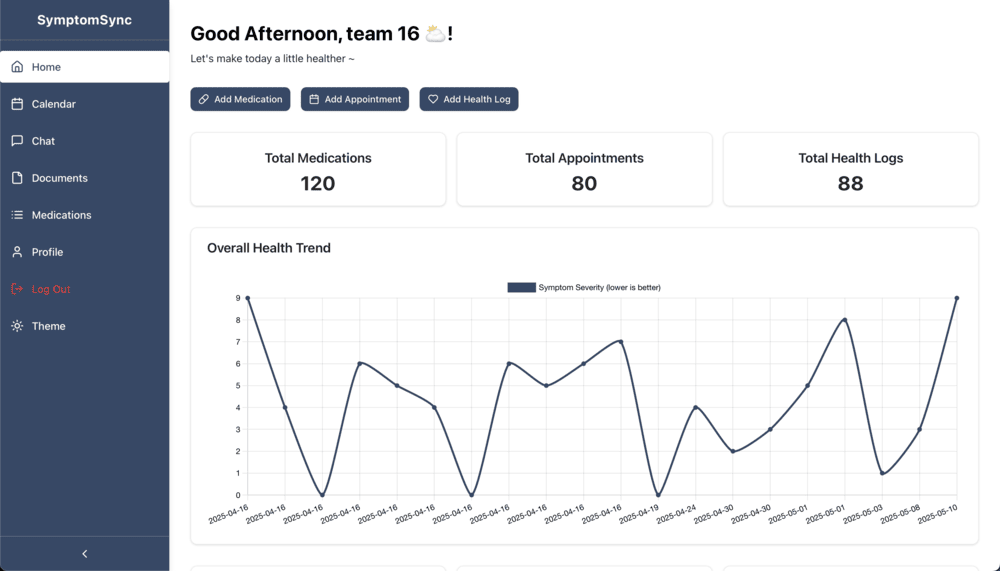 SymptomSync
Home
Calendar
Chat
Documents
Medications
Profile
Log Out
Theme
Good Afternoon, team 16 🌥️!
Let's make today a little healther ~
Add Medication
Add Appointment
Add Health Log
Total Medications
120
Total Appointments
80
Total Health Logs
88
Overall Health Trend
Symptom Severity (lower is better)
9
8
7
6
5
4
3
2
1
0
2025-04-16
2025-04-16
2025-04-16
2025-04-16
2025-04-16
2025-04-16
2025-04-16
2025-04-16
2025-04-16
2025-04-16
2025-04-16
2025-04-19
2025-04-24
2025-04-30
2025-04-30
2025-05-01
2025-05-01
2025-05-03
2025-05-08
2025-05-10